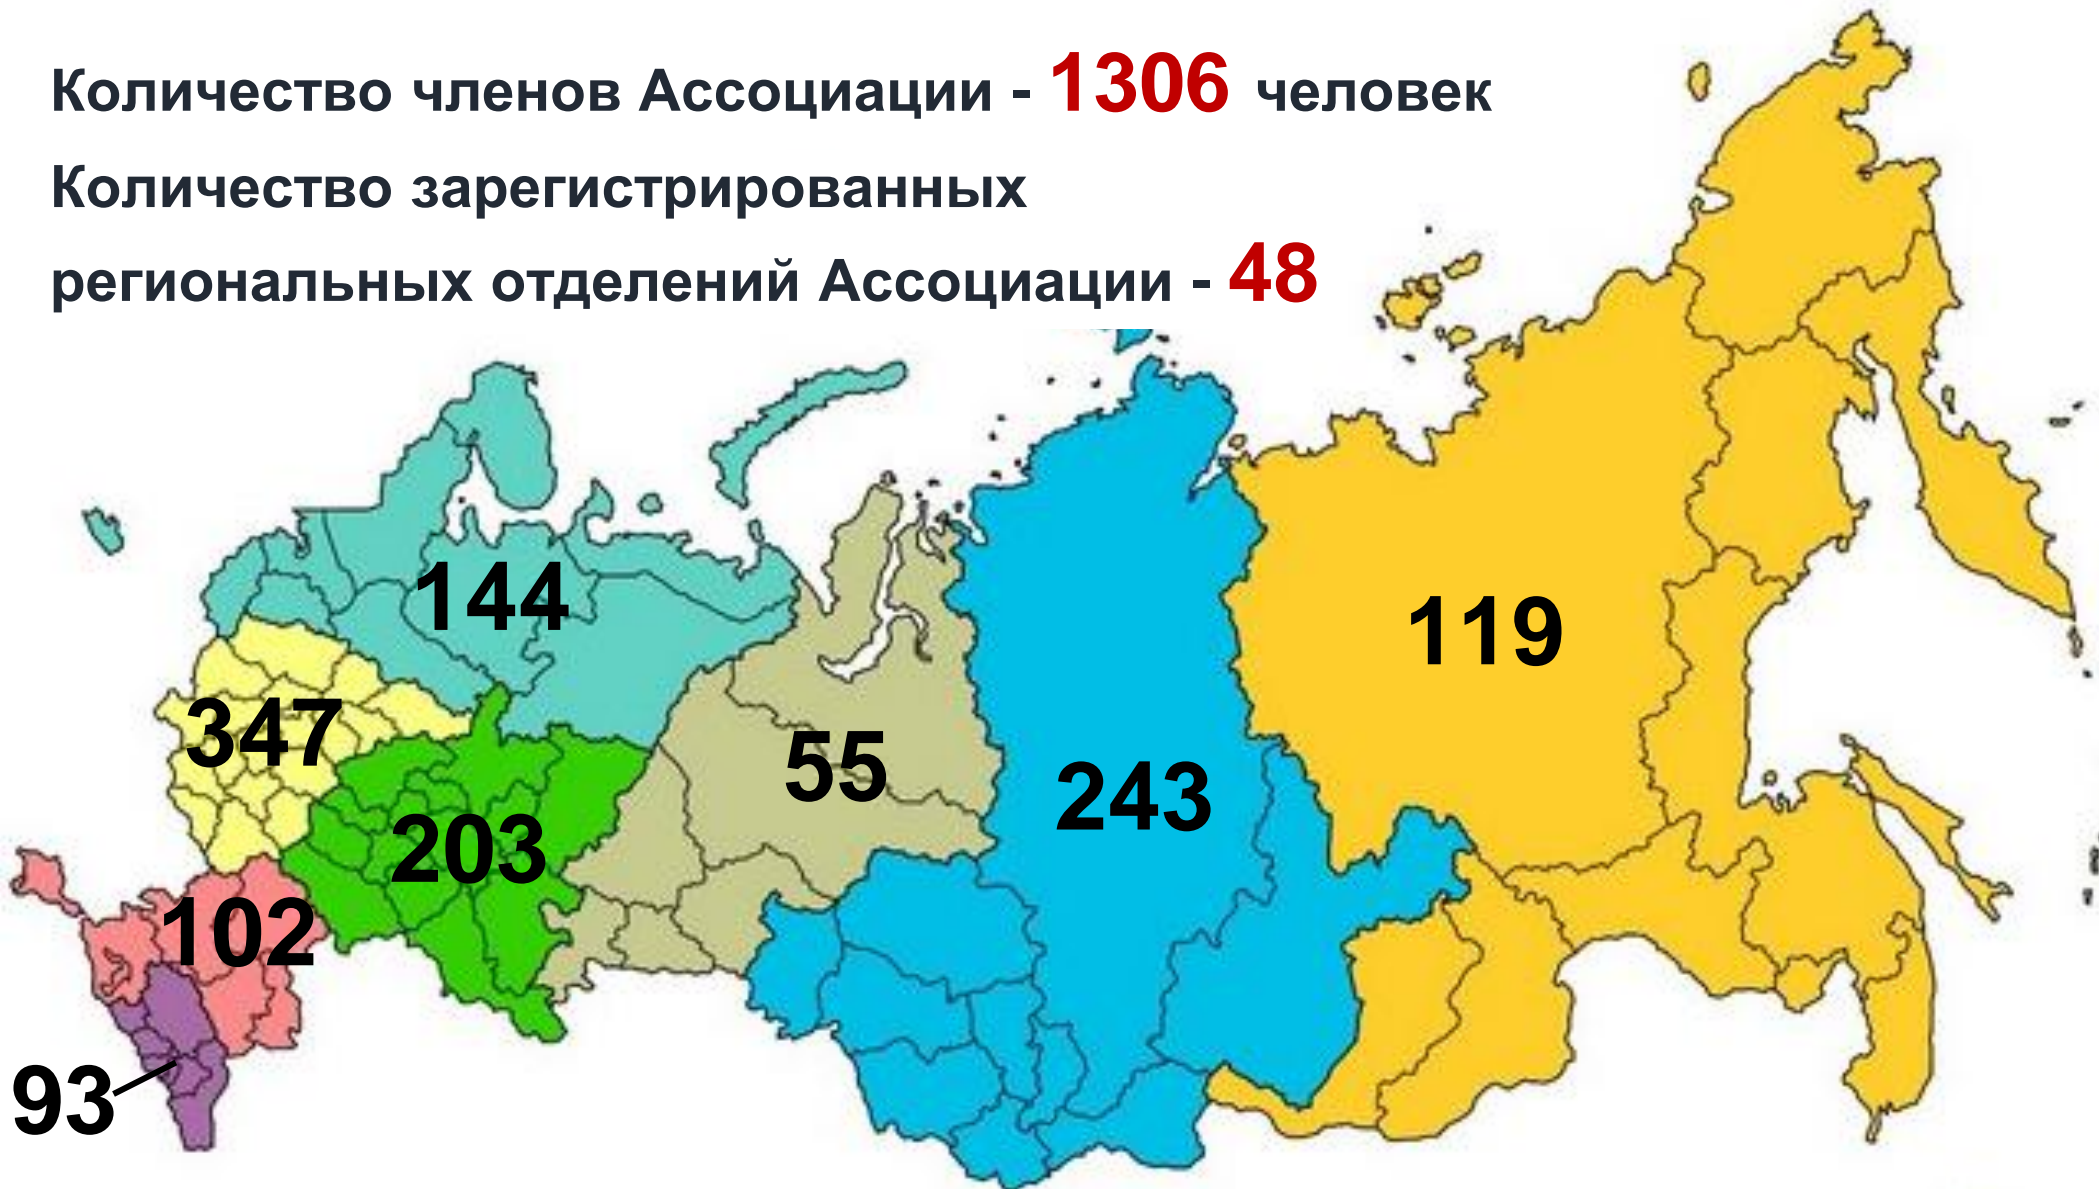 Количество членов Ассоциации - 1306 человек
Количество зарегистрированных
региональных отделений Ассоциации - 48
144
119
347
55
243
203
102
93